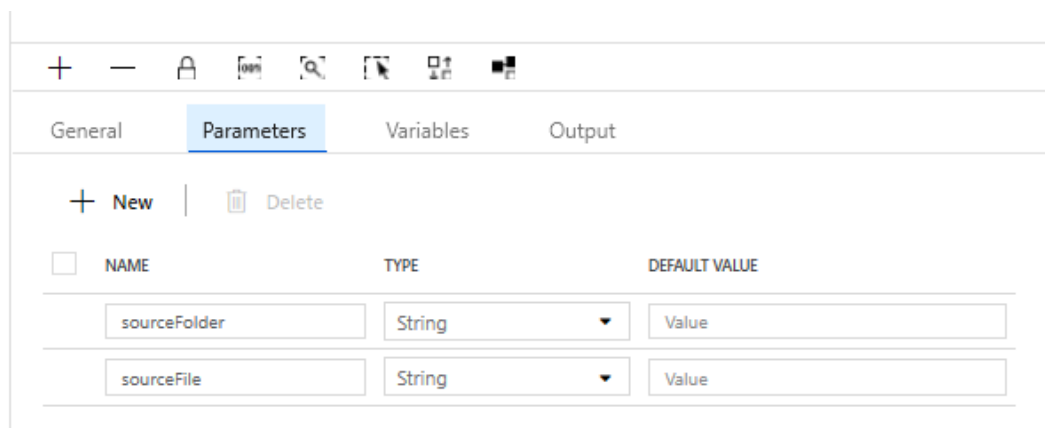 General Parameters Variables Output
New Delete
NAME TYPE DEFAULT VALUE
sourceFolder String Value
sourceFile String Value